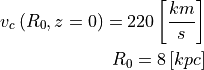 v_c (R_0, z = 0) = 220 [km/s]
R_0 = 8 [kpc]